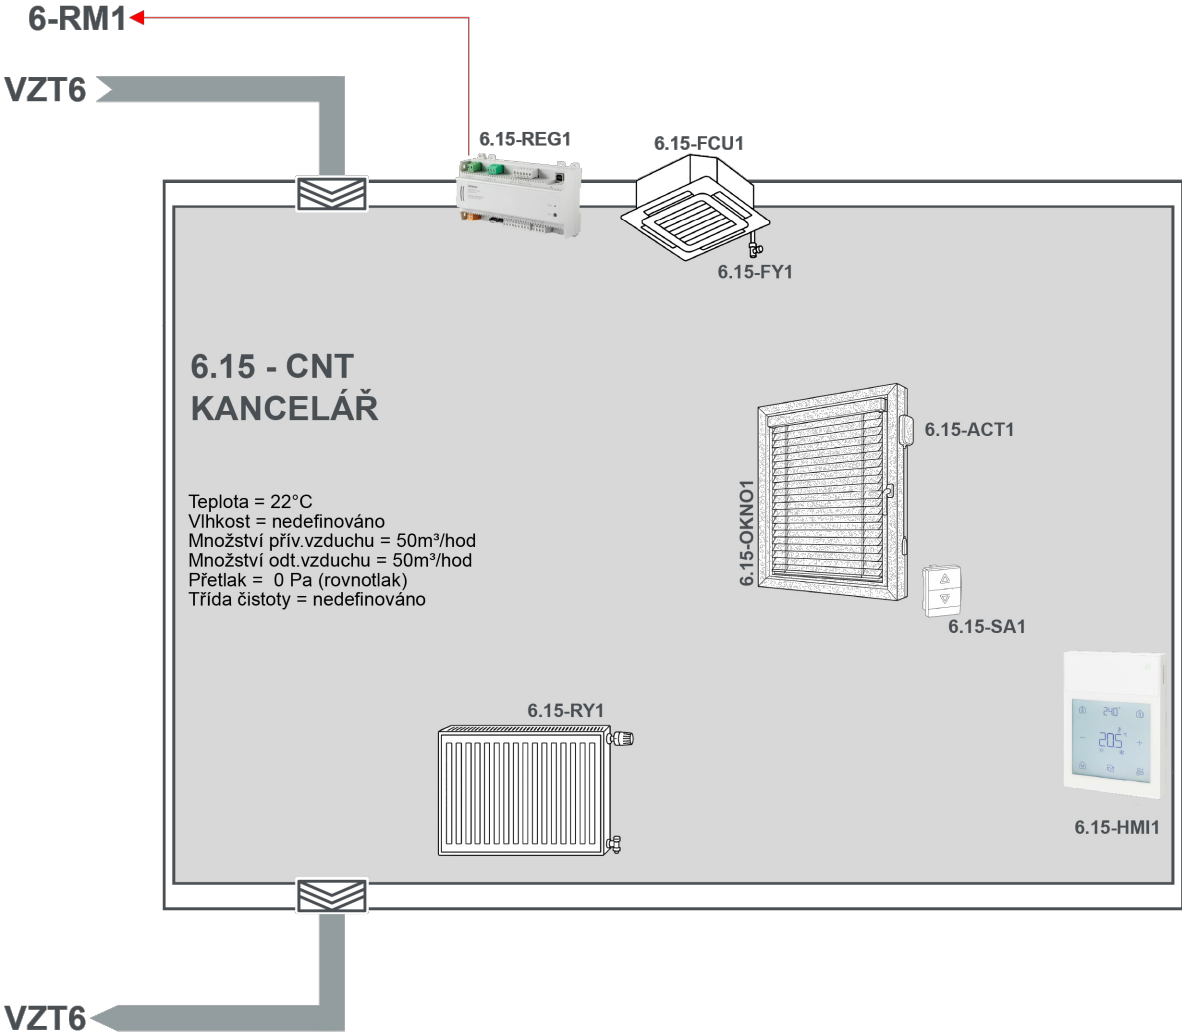 6-RM1
VZT6
6.15-REG1
6.15-FCU1
6.15-FY1
6.15 - CNT
KANCELÁŘ
6.15-ACT1
6.15-OKNO1
Teplota = 22°C
Vlhkost = nedefinováno
Množství přív.vzduchu = 50m³/hod
Množství odt.vzduchu = 50m³/hod
Přetlak =  0 Pa (rovnotlak)
Třída čistoty = nedefinováno
6.15-SA1
6.15-RY1
6.15-HMI1
VZT6